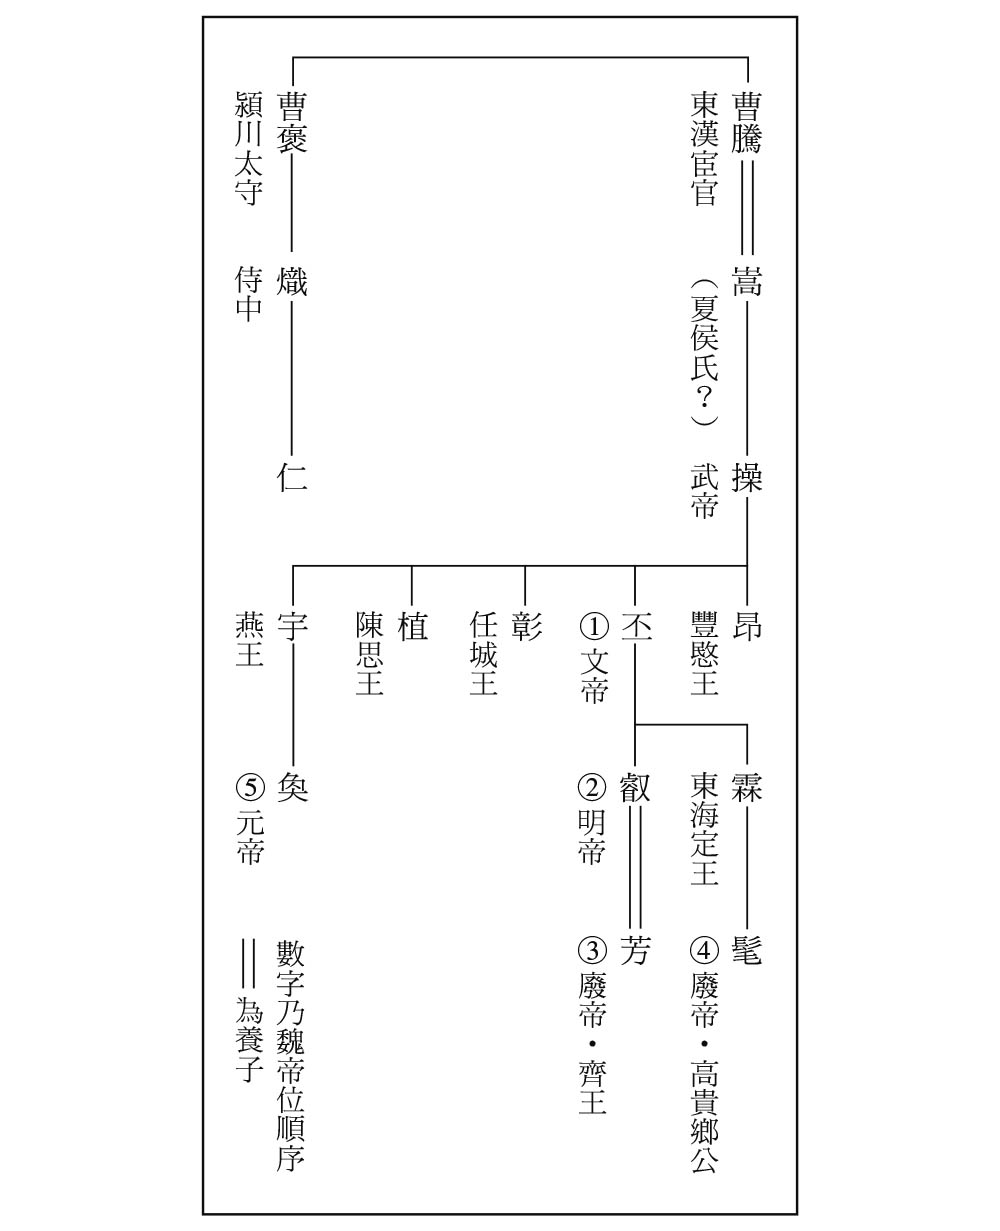 曹騰
東漢宦官
嵩
（夏侯氏？）
操
武帝
曹褒
潁川太守
熾
侍中
仁
昂
豐愍王
丕
①文帝
彰
任城王
植
陳思王
宇
燕王
霖
東海定王
叡
②明帝
奐
⑤元帝
髦
④廢帝・高貴鄉公
芳
③廢帝・齊王
數字乃魏帝位順序
為養子